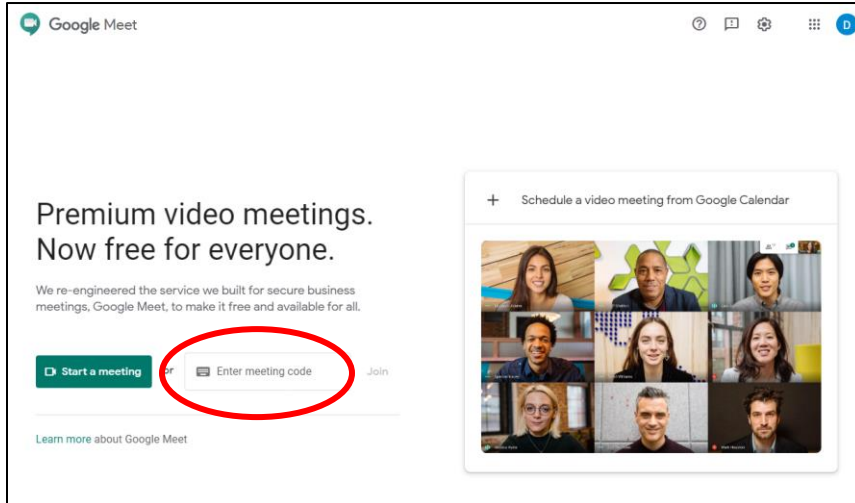 Google Meet
D
Schedule a video meeting from Google Calendar
Premium video meetings.
Now free for everyone.
We re-engineered the service we built for secure business
meetings, Google Meet, to make it free and available for all.
Start a meeting or Enter meeting code Join
Learn more about Google Meet